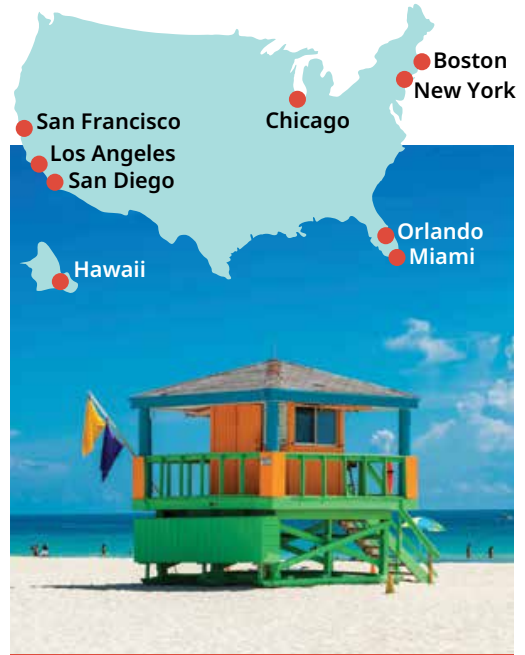 Boston
New York
Chicago
San Francisco
Los Angeles
San Diego
Orlando
Miami
Hawaii